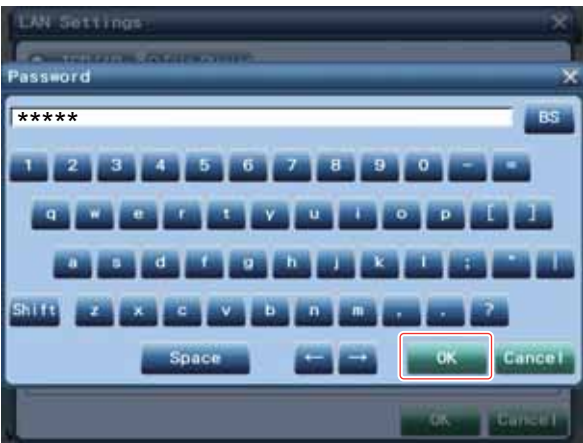 LAN Settings
Password
*****
BS
1 2 3 4 5 6 7 8 9 0 - =
q w e r t y u i o p [ ]
a s d f g h j k l ; " |
Shift z x c v b n m , . ?
Space ← → OK Cancel
OK Cancel